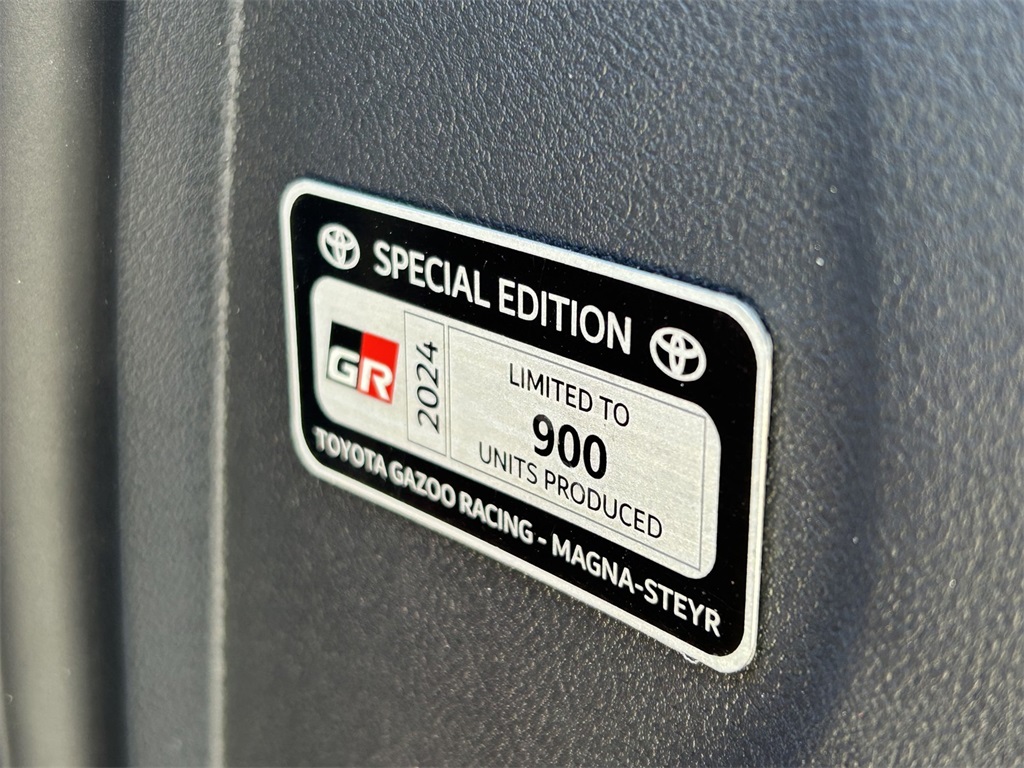 SPECIAL EDITION
GR
2024
LIMITED TO
900
UNITS PRODUCED
TOYOTA GAZOO RACING - MAGNA-STEYR